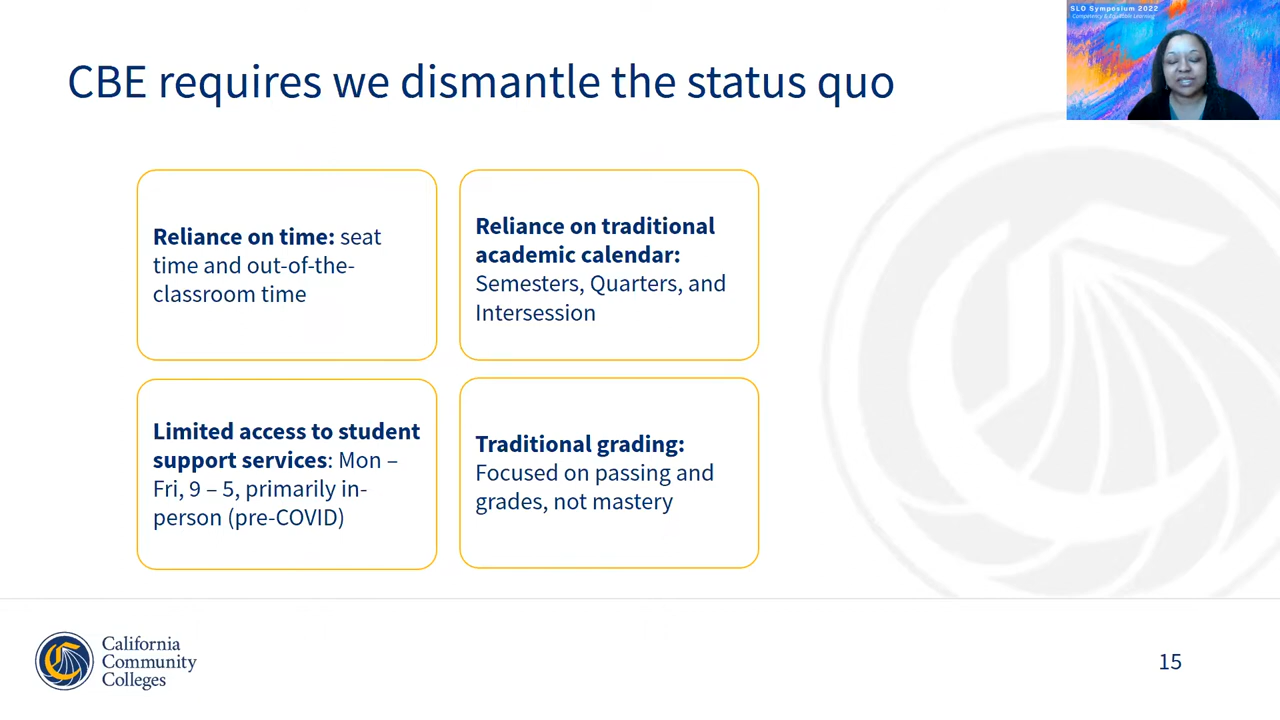 SLO Symposium 2022
Competency & Equitable Learning
CBE requires we dismantle the status quo
Reliance on time: seat
time and out-of-the-
classroom time
Reliance on traditional
academic calendar:
Semesters, Quarters, and
Intersession
Limited access to student
support services: Mon –
Fri, 9 – 5, primarily in-
person (pre-COVID)
Traditional grading:
Focused on passing and
grades, not mastery
California
Community
Colleges
15